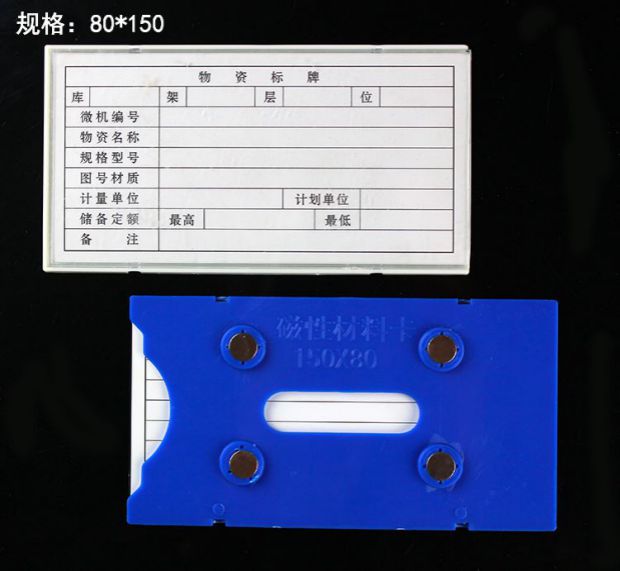 规格：80*150
物 资 标 牌
库 架 层 位
微机编号
物资名称
规格型号
图号材质
计量单位 计划单位
储备定额 最高 最低
备 注
磁性材料卡
150X80